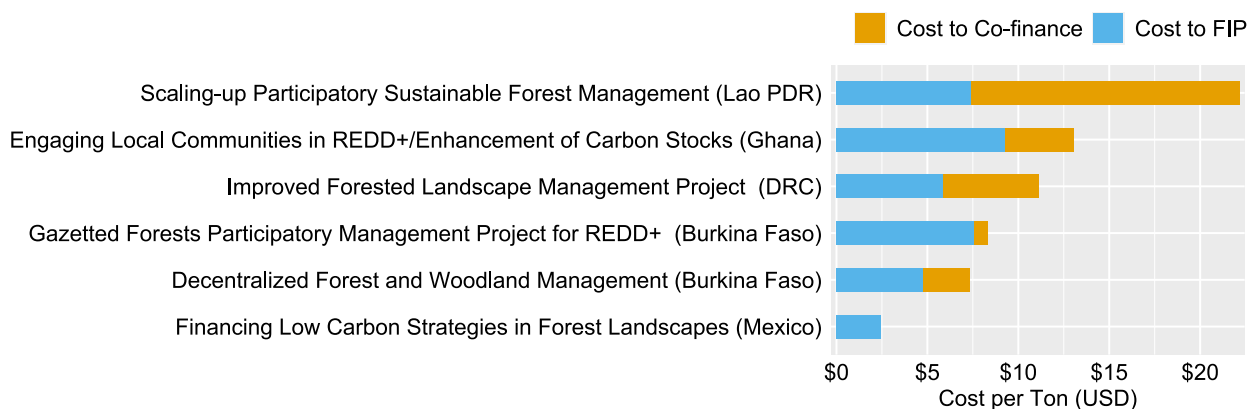 Cost to Co-finance Cost to FIP
Scaling-up Participatory Sustainable Forest Management (Lao PDR)
Engaging Local Communities in REDD+/Enhancement of Carbon Stocks (Ghana)
Improved Forested Landscape Management Project (DRC)
Gazetted Forests Participatory Management Project for REDD+ (Burkina Faso)
Decentralized Forest and Woodland Management (Burkina Faso)
Financing Low Carbon Strategies in Forest Landscapes (Mexico)
$0 $5 $10 $15 $20
Cost per Ton (USD)